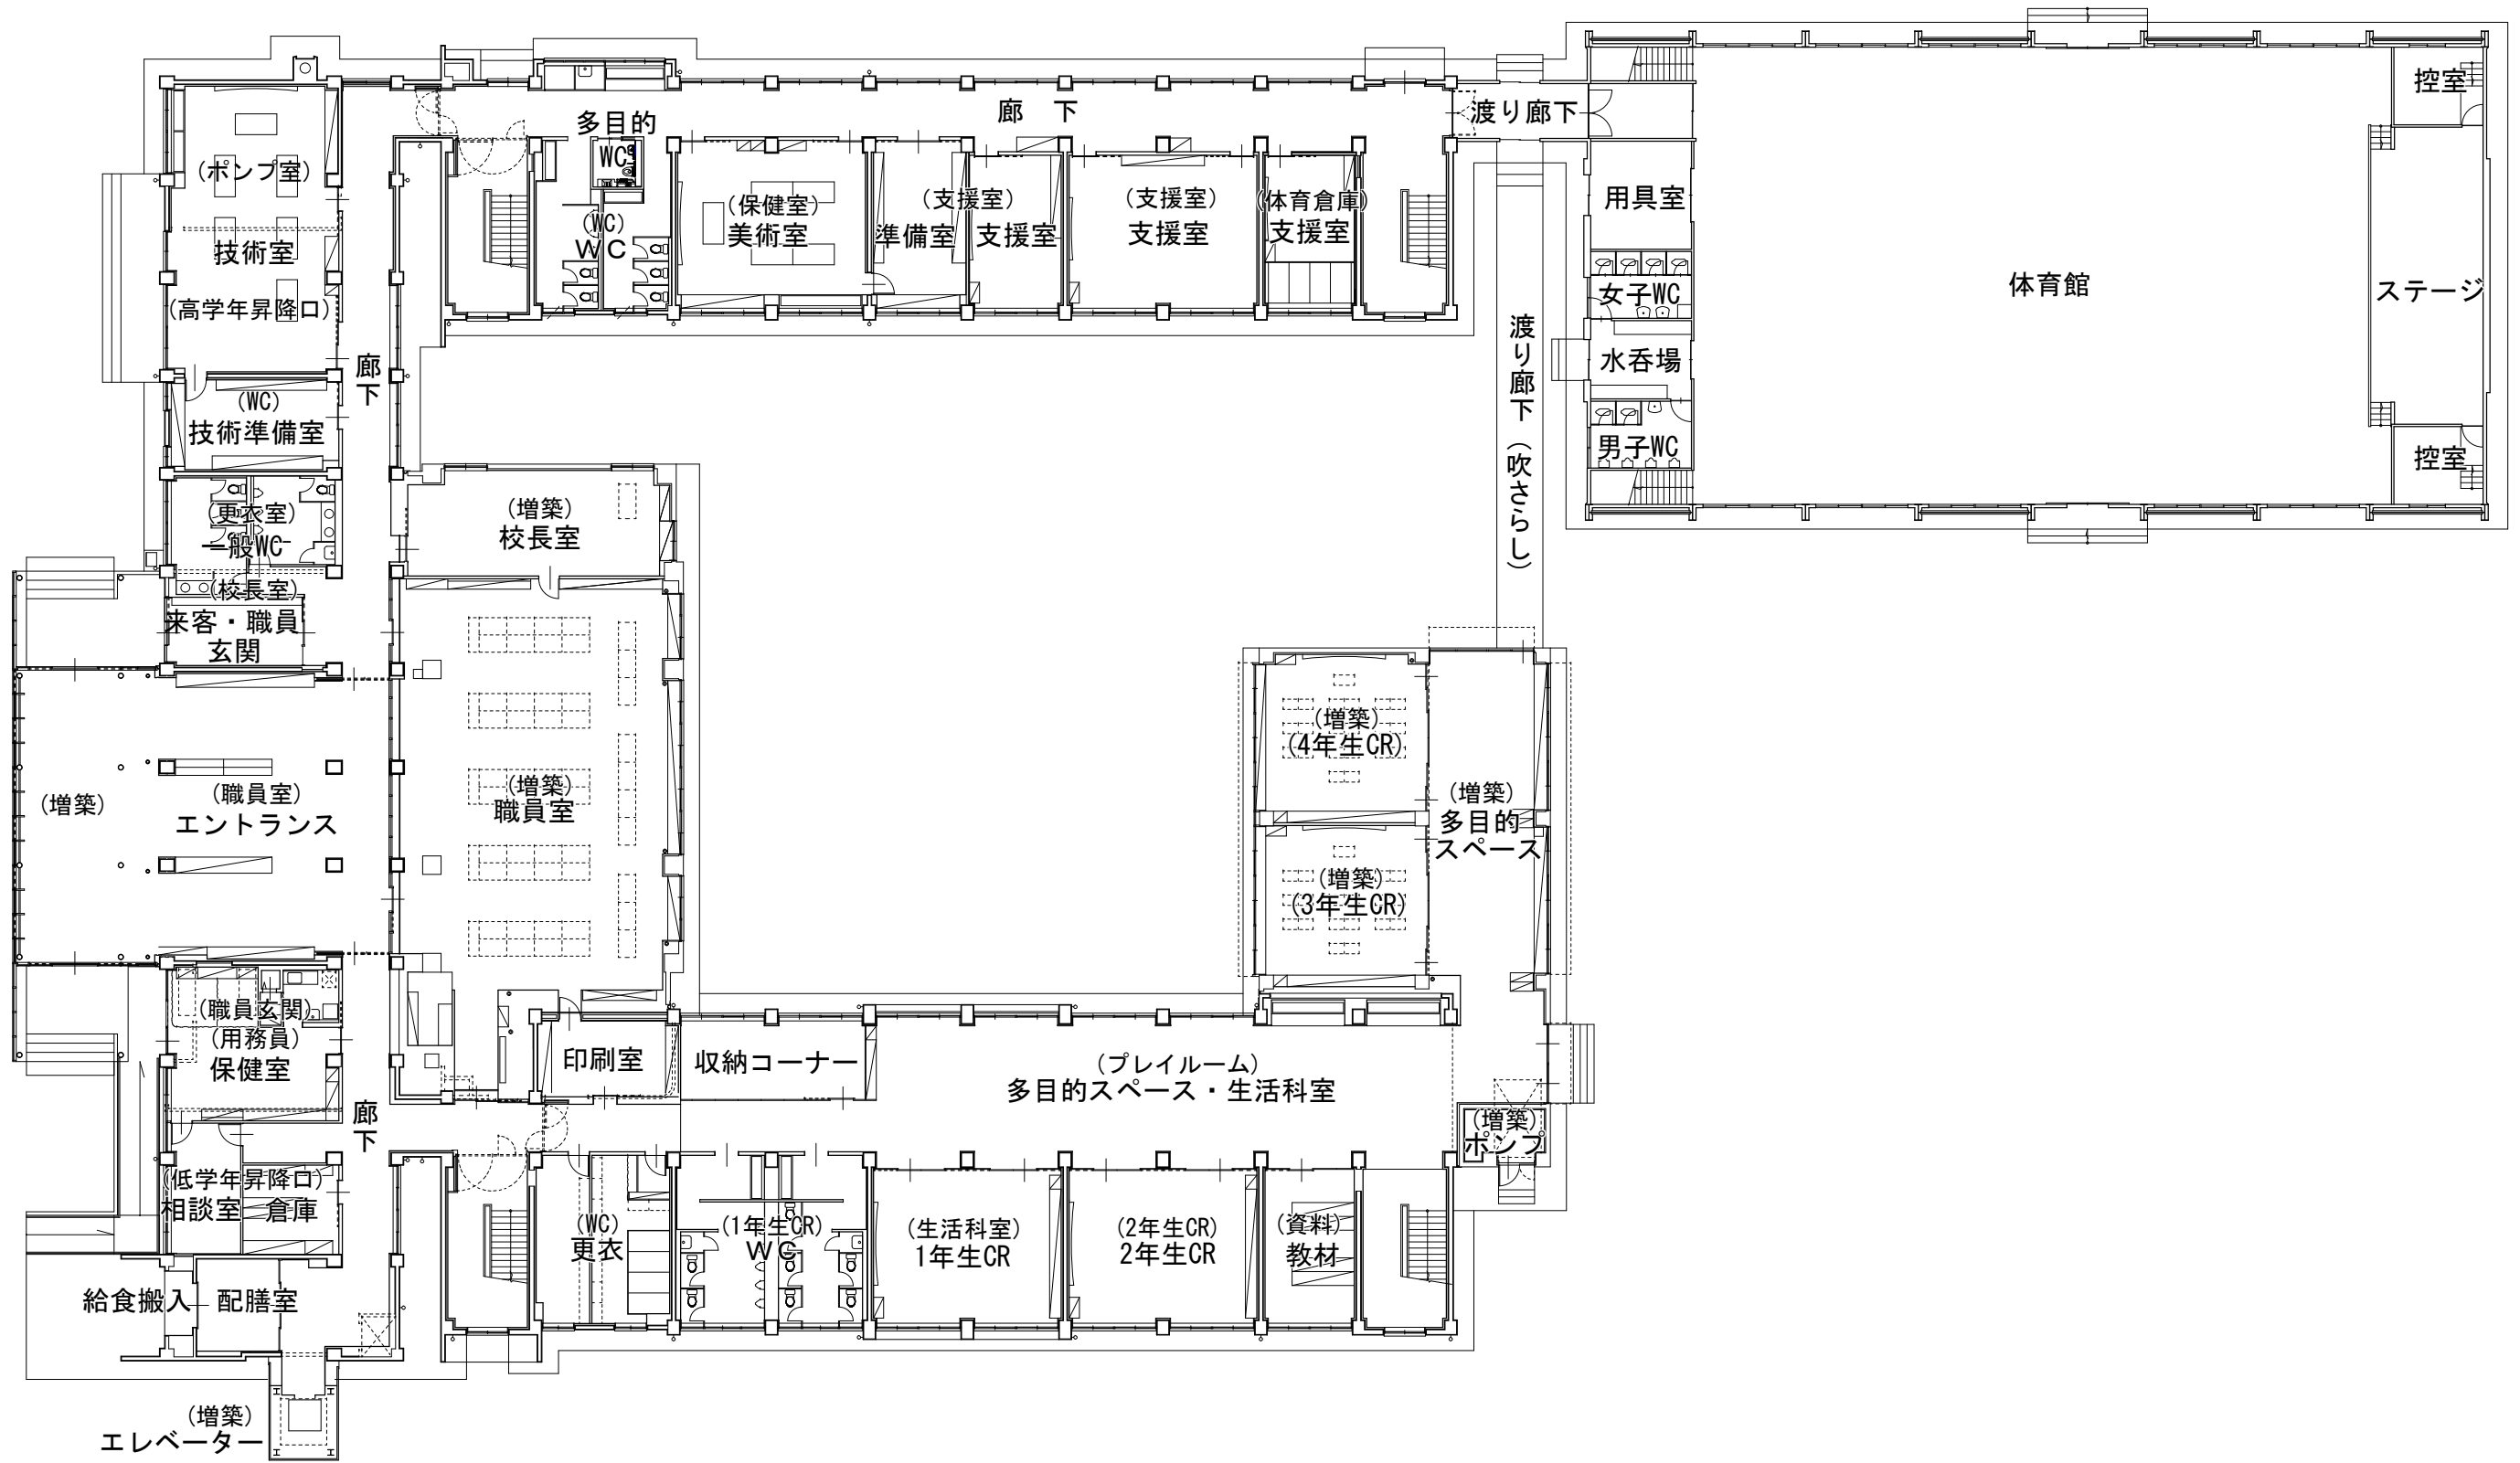 多目的
WC
廊　下
渡り廊下
控室
(ポンプ室)
技術室
(高学年昇降口)
(WC)
ＷＣ
(保健室)
美術室
(支援室)
準備室
支援室
(支援室)
支援室
(体育倉庫)
支援室
用具室
女子WC
水呑場
男子WC
体育館
ステージ
控室
廊下
(WC)
技術準備室
渡り廊下（吹さらし）
(更衣室)
一般WC
(増築)
校長室
(校長室)
来客・職員
玄関
(増築)
(職員室)
エントランス
(増築)
職員室
(増築)
(4年生CR)
(増築)
多目的
スペース
(増築)
(3年生CR)
(職員玄関)
(用務員)
保健室
印刷室
収納コーナー
(プレイルーム)
多目的スペース・生活科室
(増築)
ポンプ
廊下
(低学年昇降口)
相談室
倉庫
(WC)
更衣
(1年生CR)
ＷＣ
(生活科室)
1年生CR
(2年生CR)
2年生CR
(資料)
教材
給食搬入
配膳室
(増築)
エレベーター